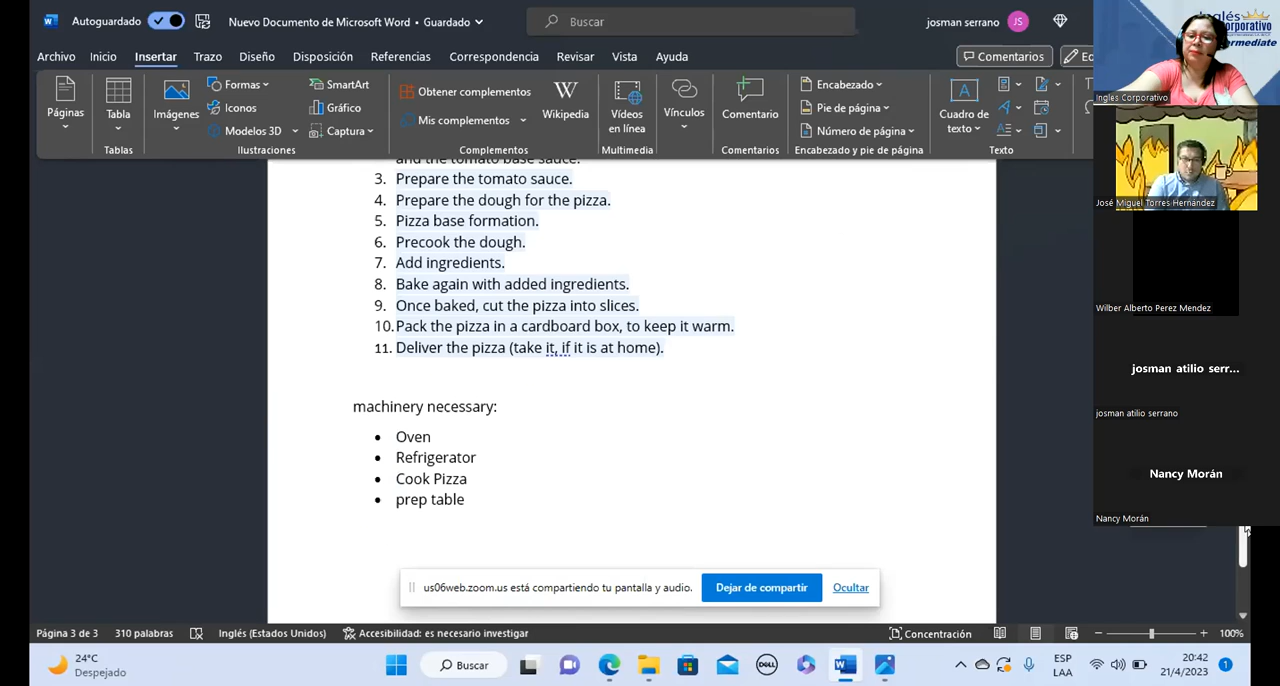 Autoguardado
Nuevo Documento de Microsoft Word • Guardado
Buscar
josman serrano
JS
Archivo Inicio Insertar Trazo Diseño Disposición Referencias Correspondencia Revisar Vista Ayuda
Comentarios
Páginas
Tabla
Tablas
Imágenes
Formas
Iconos
Modelos 3D
SmartArt
Gráfico
Captura
Ilustraciones
Obtener complementos
Mis complementos
Wikipedia
Complementos
Vídeos en línea
Multimedia
Vínculos
Comentario
Comentarios
Encabezado
Pie de página
Número de página
Encabezado y pie de página
Cuadro de texto
Texto
and the tomato base sauce.
3. Prepare the tomato sauce.
4. Prepare the dough for the pizza.
5. Pizza base formation.
6. Precook the dough.
7. Add ingredients.
8. Bake again with added ingredients.
9. Once baked, cut the pizza into slices.
10. Pack the pizza in a cardboard box, to keep it warm.
11. Deliver the pizza (take it, if it is at home).
machinery necessary:
• Oven
• Refrigerator
• Cook Pizza
• prep table
us06web.zoom.us está compartiendo tu pantalla y audio.
Dejar de compartir
Ocultar
Página 3 de 3 310 palabras Inglés (Estados Unidos) Accesibilidad: es necesario investigar
Concentración
100%
24°C
Despejado
Buscar
DELL
ESP
LAA
20:42
21/4/2023
1
Inglés Corporativo
José Miguel Torres Hernández
Wilber Alberto Perez Mendez
josman atilio serr...
josman atilio serrano
Nancy Morán
Nancy Morán